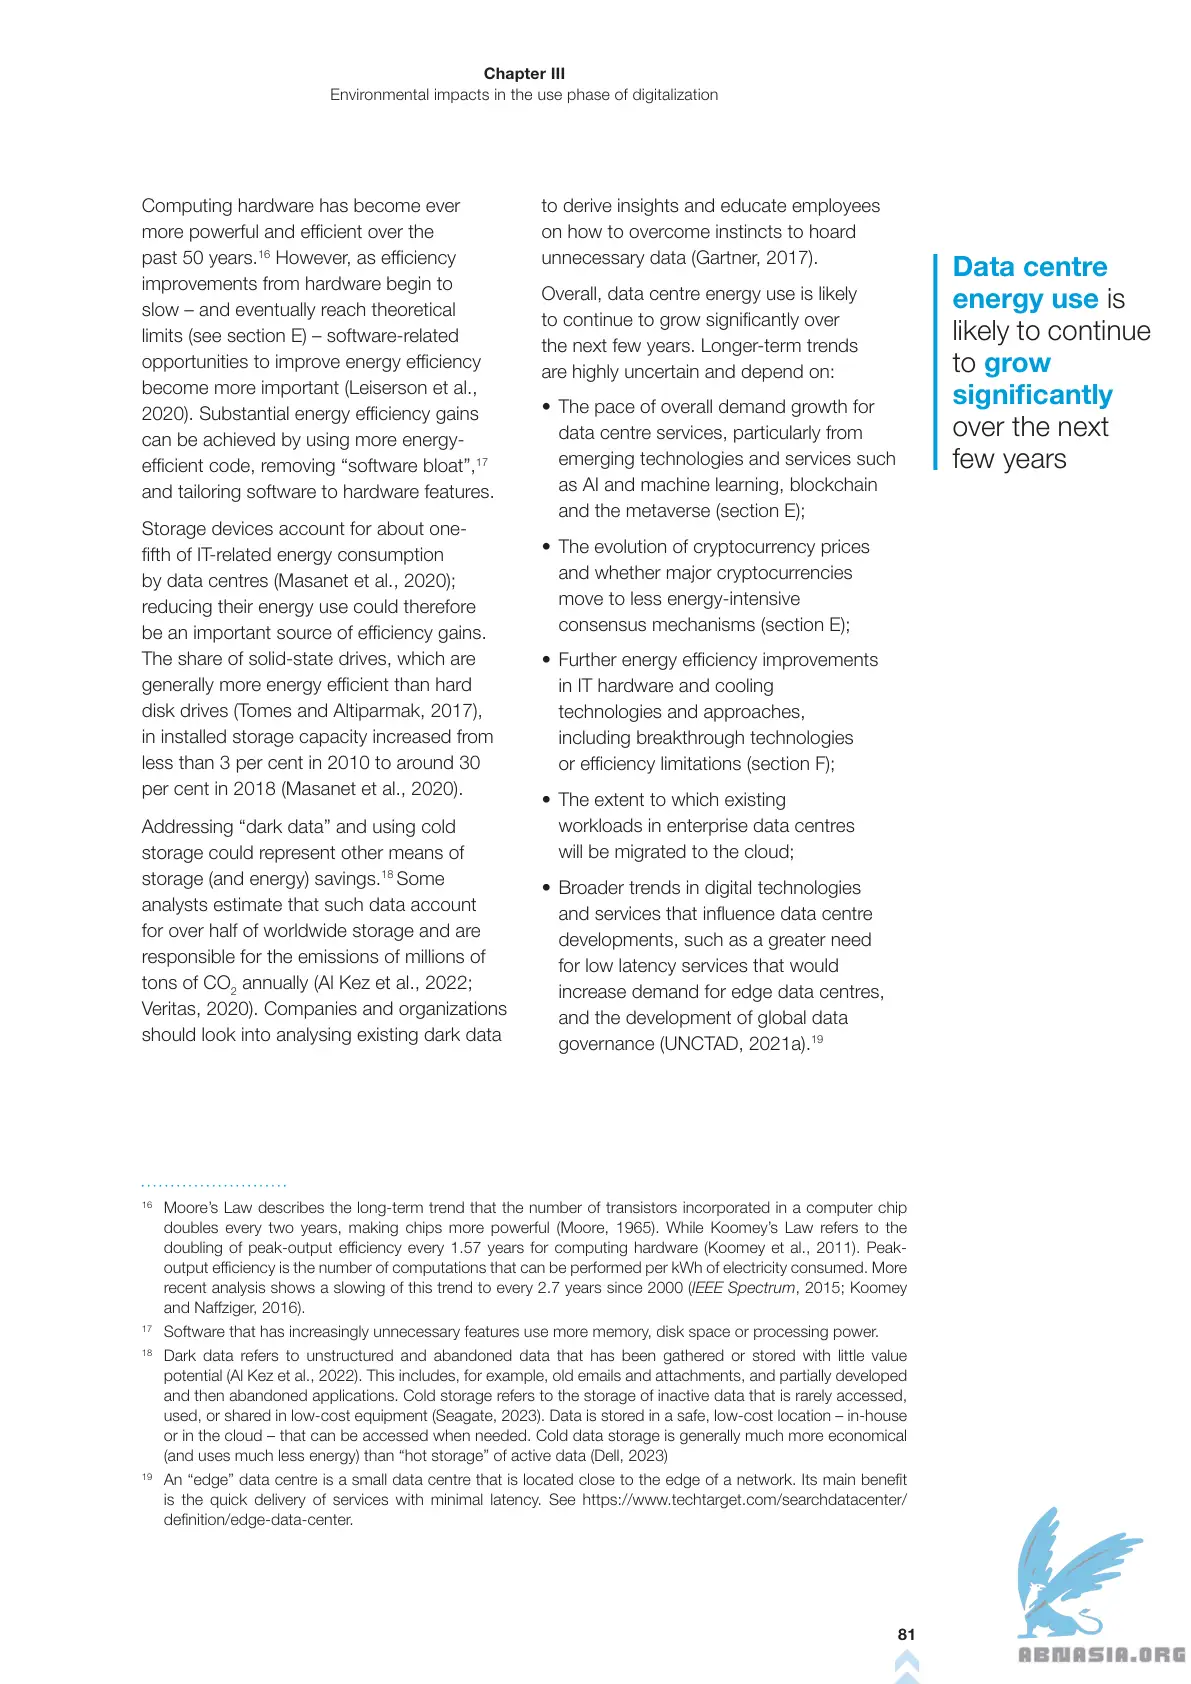 Chapter III
Environmental impacts in the use phase of digitalization
Computing hardware has become ever
more powerful and efficient over the
past 50 years.16 However, as efficiency
improvements from hardware begin to
slow – and eventually reach theoretical
limits (see section E) – software-related
opportunities to improve energy efficiency
become more important (Leiserson et al.,
2020). Substantial energy efficiency gains
can be achieved by using more energy-
efficient code, removing “software bloat”,17
and tailoring software to hardware features.
Storage devices account for about one-
fifth of IT-related energy consumption
by data centres (Masanet et al., 2020);
reducing their energy use could therefore
be an important source of efficiency gains.
The share of solid-state drives, which are
generally more energy efficient than hard
disk drives (Tomes and Altiparmak, 2017),
in installed storage capacity increased from
less than 3 per cent in 2010 to around 30
per cent in 2018 (Masanet et al., 2020).
Addressing “dark data” and using cold
storage could represent other means of
storage (and energy) savings.18 Some
analysts estimate that such data account
for over half of worldwide storage and are
responsible for the emissions of millions of
tons of CO2 annually (Al Kez et al., 2022;
Veritas, 2020). Companies and organizations
should look into analysing existing dark data
to derive insights and educate employees
on how to overcome instincts to hoard
unnecessary data (Gartner, 2017).
Overall, data centre energy use is likely
to continue to grow significantly over
the next few years. Longer-term trends
are highly uncertain and depend on:
• The pace of overall demand growth for
data centre services, particularly from
emerging technologies and services such
as AI and machine learning, blockchain
and the metaverse (section E);
• The evolution of cryptocurrency prices
and whether major cryptocurrencies
move to less energy-intensive
consensus mechanisms (section E);
• Further energy efficiency improvements
in IT hardware and cooling
technologies and approaches,
including breakthrough technologies
or efficiency limitations (section F);
• The extent to which existing
workloads in enterprise data centres
will be migrated to the cloud;
• Broader trends in digital technologies
and services that influence data centre
developments, such as a greater need
for low latency services that would
increase demand for edge data centres,
and the development of global data
governance (UNCTAD, 2021a).19
Data centre
energy use is
likely to continue
to grow
significantly
over the next
few years
16 Moore’s Law describes the long-term trend that the number of transistors incorporated in a computer chip
doubles every two years, making chips more powerful (Moore, 1965). While Koomey’s Law refers to the
doubling of peak-output efficiency every 1.57 years for computing hardware (Koomey et al., 2011). Peak-
output efficiency is the number of computations that can be performed per kWh of electricity consumed. More
recent analysis shows a slowing of this trend to every 2.7 years since 2000 (IEEE Spectrum, 2015; Koomey
and Naffziger, 2016).
17 Software that has increasingly unnecessary features use more memory, disk space or processing power.
18 Dark data refers to unstructured and abandoned data that has been gathered or stored with little value
potential (Al Kez et al., 2022). This includes, for example, old emails and attachments, and partially developed
and then abandoned applications. Cold storage refers to the storage of inactive data that is rarely accessed,
used, or shared in low-cost equipment (Seagate, 2023). Data is stored in a safe, low-cost location – in-house
or in the cloud – that can be accessed when needed. Cold data storage is generally much more economical
(and uses much less energy) than “hot storage” of active data (Dell, 2023)
19 An “edge” data centre is a small data centre that is located close to the edge of a network. Its main benefit
is the quick delivery of services with minimal latency. See https://www.techtarget.com/searchdatacenter/
definition/edge-data-center.
81
ABNASIA.ORG